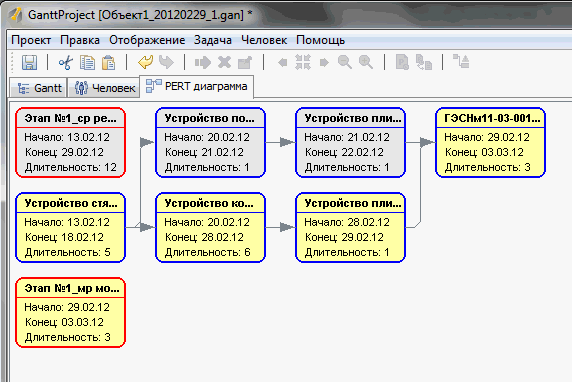 GanttProject [Объект1_20120229_1.gan] *
Проект Правка Отображение Задача Человек Помощь
Gantt Человек PERT диаграмма
Этап №1_ср ре...
Начало: 13.02.12
Конец: 29.02.12
Длительность: 12
Устройство по...
Начало: 20.02.12
Конец: 21.02.12
Длительность: 1
Устройство пли...
Начало: 21.02.12
Конец: 22.02.12
Длительность: 1
ГЭСНм11-03-001...
Начало: 29.02.12
Конец: 03.03.12
Длительность: 3
Устройство стя...
Начало: 13.02.12
Конец: 18.02.12
Длительность: 5
Устройство ко...
Начало: 20.02.12
Конец: 28.02.12
Длительность: 6
Устройство пли...
Начало: 28.02.12
Конец: 29.02.12
Длительность: 1
Этап №1_мр мо...
Начало: 29.02.12
Конец: 03.03.12
Длительность: 3